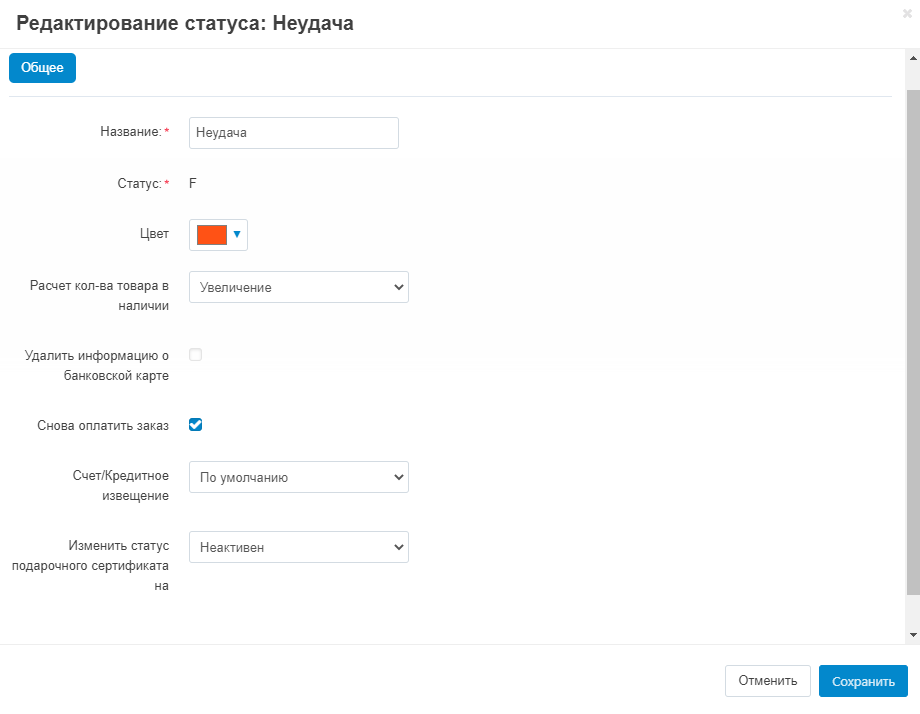 Редактирование статуса: Неудача
Общее
Название:* Неудача
Статус:* F
Цвет
Расчет кол-ва товара в Увеличение
наличии
Удалить информацию о
банковской карте
Снова оплатить заказ
Счет/Кредитное По умолчанию
извещение
Изменить статус Неактивен
подарочного сертификата
на
Отменить Сохранить